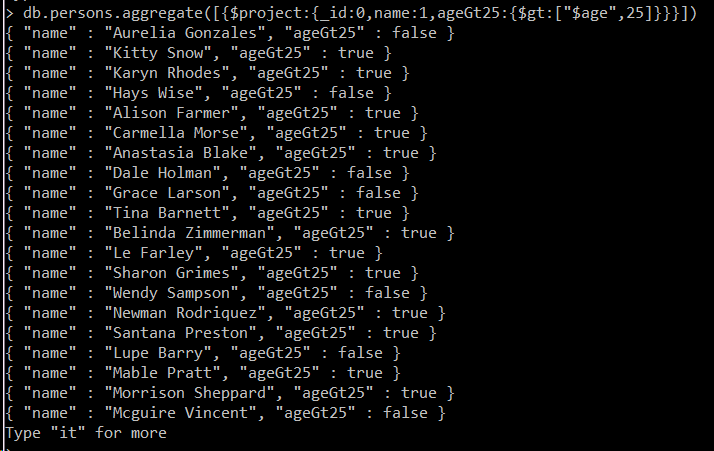 > db.persons.aggregate([{$project:{_id:0,name:1,ageGt25:{$gt:["$age",25]}}}])
{ "name" : "Aurelia Gonzales", "ageGt25" : false }
{ "name" : "Kitty Snow", "ageGt25" : true }
{ "name" : "Karyn Rhodes", "ageGt25" : true }
{ "name" : "Hays Wise", "ageGt25" : false }
{ "name" : "Alison Farmer", "ageGt25" : true }
{ "name" : "Carmella Morse", "ageGt25" : true }
{ "name" : "Anastasia Blake", "ageGt25" : true }
{ "name" : "Dale Holman", "ageGt25" : false }
{ "name" : "Grace Larson", "ageGt25" : false }
{ "name" : "Tina Barnett", "ageGt25" : true }
{ "name" : "Belinda Zimmerman", "ageGt25" : true }
{ "name" : "Le Farley", "ageGt25" : true }
{ "name" : "Sharon Grimes", "ageGt25" : true }
{ "name" : "Wendy Sampson", "ageGt25" : false }
{ "name" : "Newman Rodriquez", "ageGt25" : true }
{ "name" : "Santana Preston", "ageGt25" : true }
{ "name" : "Lupe Barry", "ageGt25" : false }
{ "name" : "Mable Pratt", "ageGt25" : true }
{ "name" : "Morrison Sheppard", "ageGt25" : true }
{ "name" : "Mcguire Vincent", "ageGt25" : false }
Type "it" for more